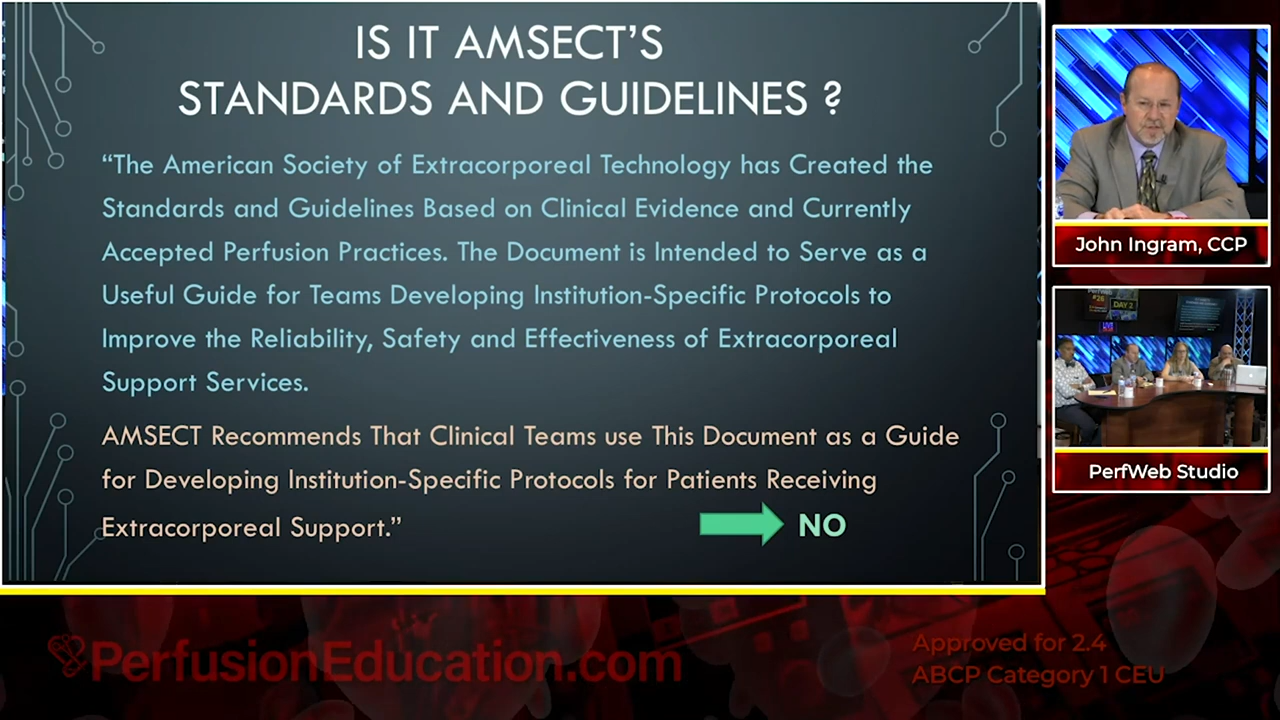 IS IT AMSECT'S
STANDARDS AND GUIDELINES ?
“The American Society of Extracorporeal Technology has Created the
Standards and Guidelines Based on Clinical Evidence and Currently
Accepted Perfusion Practices. The Document is Intended to Serve as a
Useful Guide for Teams Developing Institution-Specific Protocols to
Improve the Reliability, Safety and Effectiveness of Extracorporeal
Support Services.
AMSECT Recommends That Clinical Teams use This Document as a Guide
for Developing Institution-Specific Protocols for Patients Receiving
Extracorporeal Support.”
NO
John Ingram, CCP
DAY 2
PerfWeb Studio
PerfusionEducation.com
Approved for 2.4
ABCP Category 1 CEU